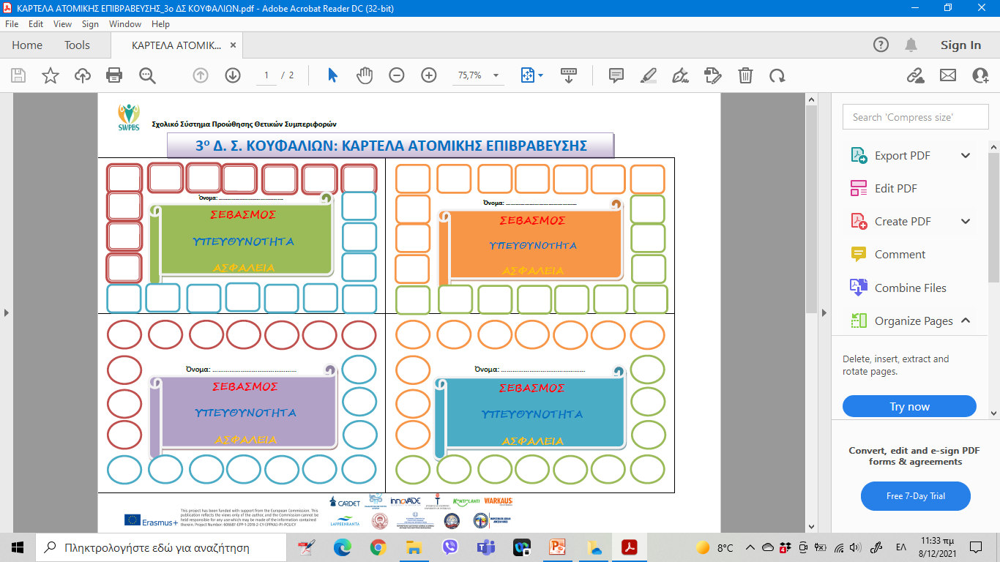 ΚΑΡΤΕΛΑ ΑΤΟΜΙΚΗΣ ΕΠΙΒΡΑΒΕΥΣΗΣ_3ο ΔΣ ΚΟΥΦΑΛΙΩΝ.pdf - Adobe Acrobat Reader DC (32-bit)
File Edit View Sign Window Help
Home Tools ΚΑΡΤΕΛΑ ΑΤΟΜΙΚ... Sign In
1 / 2 75,7%
SWPBS
Σχολικό Σύστημα Προώθησης Θετικών Συμπεριφορών
3ο Δ. Σ. ΚΟΥΦΑΛΙΩΝ: ΚΑΡΤΕΛΑ ΑΤΟΜΙΚΗΣ ΕΠΙΒΡΑΒΕΥΣΗΣ
Όνομα: ..........................................
ΣΕΒΑΣΜΟΣ
ΥΠΕΥΘΥΝΟΤΗΤΑ
ΑΣΦΑΛΕΙΑ
Όνομα: ..........................................
ΣΕΒΑΣΜΟΣ
ΥΠΕΥΘΥΝΟΤΗΤΑ
ΑΣΦΑΛΕΙΑ
Όνομα: ..........................................
ΣΕΒΑΣΜΟΣ
ΥΠΕΥΘΥΝΟΤΗΤΑ
ΑΣΦΑΛΕΙΑ
Όνομα: ..........................................
ΣΕΒΑΣΜΟΣ
ΥΠΕΥΘΥΝΟΤΗΤΑ
ΑΣΦΑΛΕΙΑ
Erasmus+
This project has been funded with support from the European Commission. This
publication reflects the views only of the author, and the Commission cannot be
held responsible for any use which may be made of the information contained
therein. Project Number: 606687-EPP-1-2018-2-CY-EPPKA3-PI-POLICY
CARDET INNOVADE KONNILANTI WARKAUS
LAPPEENRANTA
Search 'Compress size'
Export PDF
Edit PDF
Create PDF
Comment
Combine Files
Organize Pages
Delete, insert, extract and
rotate pages.
Try now
Convert, edit and e-sign PDF
forms & agreements
Free 7-Day Trial
Πληκτρολογήστε εδώ για αναζήτηση
8°C
ΕΛ
11:33 πμ
8/12/2021